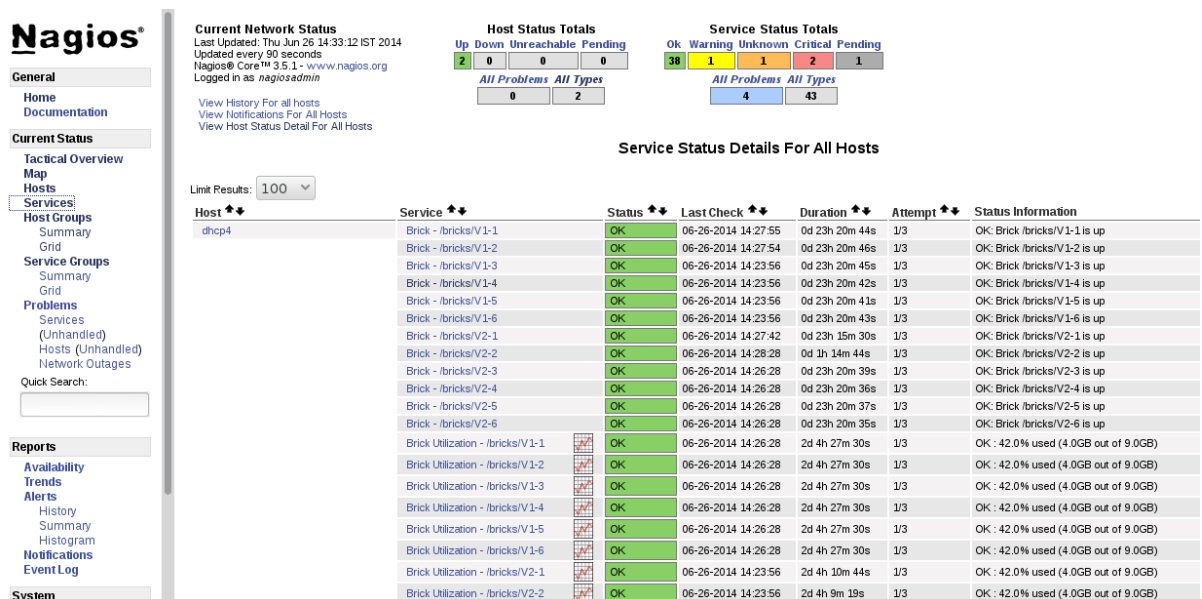 Nagios®
General
Home
Documentation
Current Status
Tactical Overview
Map
Hosts
Services
Host Groups
Summary
Grid
Service Groups
Summary
Grid
Problems
Services
(Unhandled)
Hosts (Unhandled)
Network Outages
Quick Search:
Reports
Availability
Trends
Alerts
History
Summary
Histogram
Notifications
Event Log
System
Current Network Status
Last Updated: Thu Jun 26 14:33:12 IST 2014
Updated every 90 seconds
Nagios® Core™ 3.5.1 - www.nagios.org
Logged in as nagiosadmin
View History For all hosts
View Notifications For All Hosts
View Host Status Detail For All Hosts
Host Status Totals
Up Down Unreachable Pending
2 0 0 0
All Problems All Types
0 2
Service Status Totals
Ok Warning Unknown Critical Pending
38 1 1 2 1
All Problems All Types
4 43
Service Status Details For All Hosts
Limit Results: 100
Host Service Status Last Check Duration Attempt Status Information
dhcp4 Brick - /bricks/V1-1 OK 06-26-2014 14:27:55 0d 23h 20m 44s 1/3 OK: Brick /bricks/V1-1 is up
Brick - /bricks/V1-2 OK 06-26-2014 14:27:54 0d 23h 20m 46s 1/3 OK: Brick /bricks/V1-2 is up
Brick - /bricks/V1-3 OK 06-26-2014 14:23:56 0d 23h 20m 45s 1/3 OK: Brick /bricks/V1-3 is up
Brick - /bricks/V1-4 OK 06-26-2014 14:23:56 0d 23h 20m 42s 1/3 OK: Brick /bricks/V1-4 is up
Brick - /bricks/V1-5 OK 06-26-2014 14:23:56 0d 23h 20m 41s 1/3 OK: Brick /bricks/V1-5 is up
Brick - /bricks/V1-6 OK 06-26-2014 14:23:56 0d 23h 20m 43s 1/3 OK: Brick /bricks/V1-6 is up
Brick - /bricks/V2-1 OK 06-26-2014 14:27:42 0d 23h 15m 30s 1/3 OK: Brick /bricks/V2-1 is up
Brick - /bricks/V2-2 OK 06-26-2014 14:28:28 0d 1h 14m 44s 1/3 OK: Brick /bricks/V2-2 is up
Brick - /bricks/V2-3 OK 06-26-2014 14:26:28 0d 23h 20m 39s 1/3 OK: Brick /bricks/V2-3 is up
Brick - /bricks/V2-4 OK 06-26-2014 14:26:28 0d 23h 20m 36s 1/3 OK: Brick /bricks/V2-4 is up
Brick - /bricks/V2-5 OK 06-26-2014 14:26:28 0d 23h 20m 37s 1/3 OK: Brick /bricks/V2-5 is up
Brick - /bricks/V2-6 OK 06-26-2014 14:26:28 0d 23h 20m 35s 1/3 OK: Brick /bricks/V2-6 is up
Brick Utilization - /bricks/V1-1 OK 06-26-2014 14:26:28 2d 4h 27m 30s 1/3 OK : 42.0% used (4.0GB out of 9.0GB)
Brick Utilization - /bricks/V1-2 OK 06-26-2014 14:26:28 2d 4h 27m 30s 1/3 OK : 42.0% used (4.0GB out of 9.0GB)
Brick Utilization - /bricks/V1-3 OK 06-26-2014 14:26:28 2d 4h 27m 30s 1/3 OK : 42.0% used (4.0GB out of 9.0GB)
Brick Utilization - /bricks/V1-4 OK 06-26-2014 14:26:28 2d 4h 27m 30s 1/3 OK : 42.0% used (4.0GB out of 9.0GB)
Brick Utilization - /bricks/V1-5 OK 06-26-2014 14:26:28 2d 4h 27m 30s 1/3 OK : 42.0% used (4.0GB out of 9.0GB)
Brick Utilization - /bricks/V1-6 OK 06-26-2014 14:26:28 2d 4h 27m 30s 1/3 OK : 42.0% used (4.0GB out of 9.0GB)
Brick Utilization - /bricks/V2-1 OK 06-26-2014 14:23:56 2d 4h 10m 44s 1/3 OK : 42.0% used (4.0GB out of 9.0GB)
Brick Utilization - /bricks/V2-2 OK 06-26-2014 14:23:56 2d 4h 9m 19s 1/3 OK : 42.0% used (4.0GB out of 9.0GB)